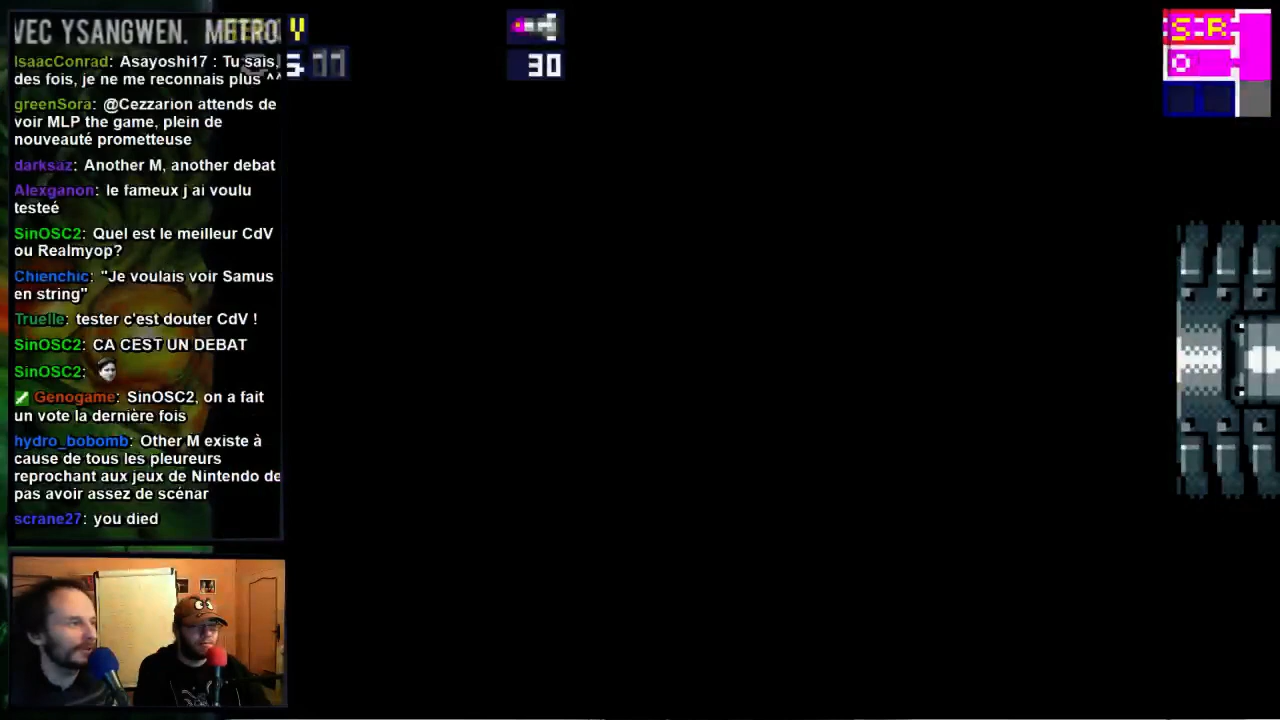 VEC YSANGWEN. METRO
30
S R
O
IsaacConrad: Asayoshi17 : Tu sais,
des fois, je ne me reconnais plus ^^
greenSora: @Cezzarion attends de
voir MLP the game, plein de
nouveauté prometteuse
darksaz: Another M, another debat
Alexganon: le fameux j ai voulu
testeé
SinOSC2: Quel est le meilleur CdV
ou Realmyop?
Chienchic: "Je voulais voir Samus
en string"
Truelle: tester c'est douter CdV !
SinOSC2: CA CEST UN DEBAT
SinOSC2:
Genogame: SinOSC2, on a fait
un vote la dernière fois
hydro_bobomb: Other M existe à
cause de tous les pleureurs
reprochant aux jeux de Nintendo de
pas avoir assez de scénar
scrane27: you died